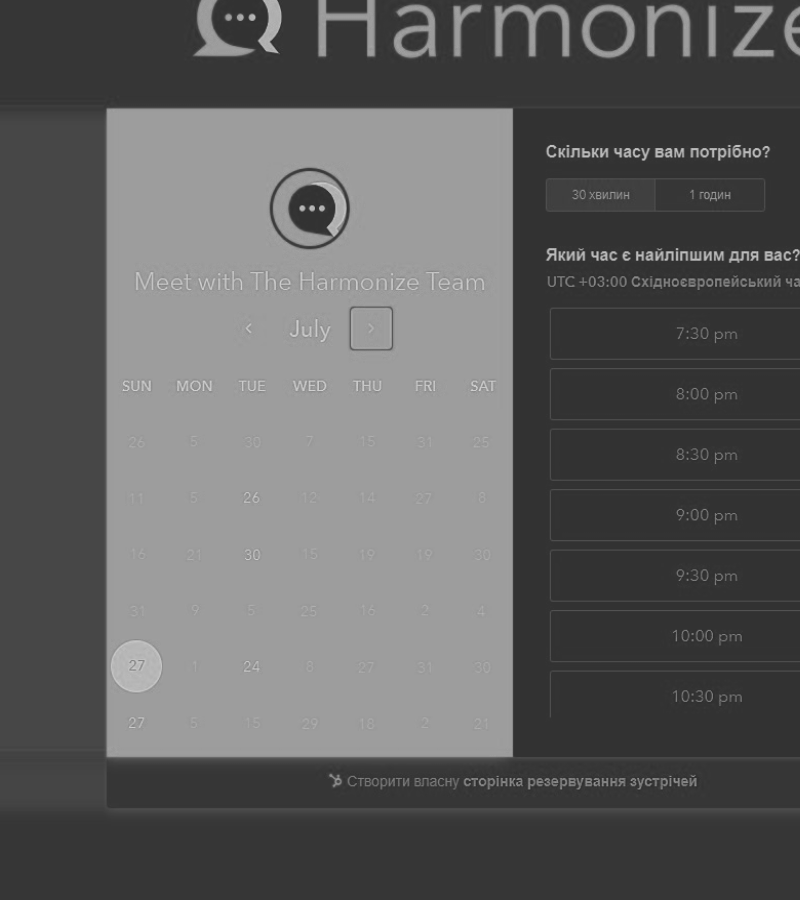 Harmonize
Meet with The Harmonize Team
July
SUN MON TUE WED THU FRI SAT
26 5 30 7 15 31 25
11 5 26 12 14 27 8
16 21 30 15 19 19 30
31 9 5 25 16 2 4
27 1 24 8 27 31 30
27 5 15 29 18 2 21
Скільки часу вам потрібно?
30 хвилин 1 годин
Який час є найліпшим для вас?
UTC +03:00 Східноєвропейський
7:30 pm
8:00 pm
8:30 pm
9:00 pm
9:30 pm
10:00 pm
10:30 pm
Створити власну сторінка резервування зустрічей